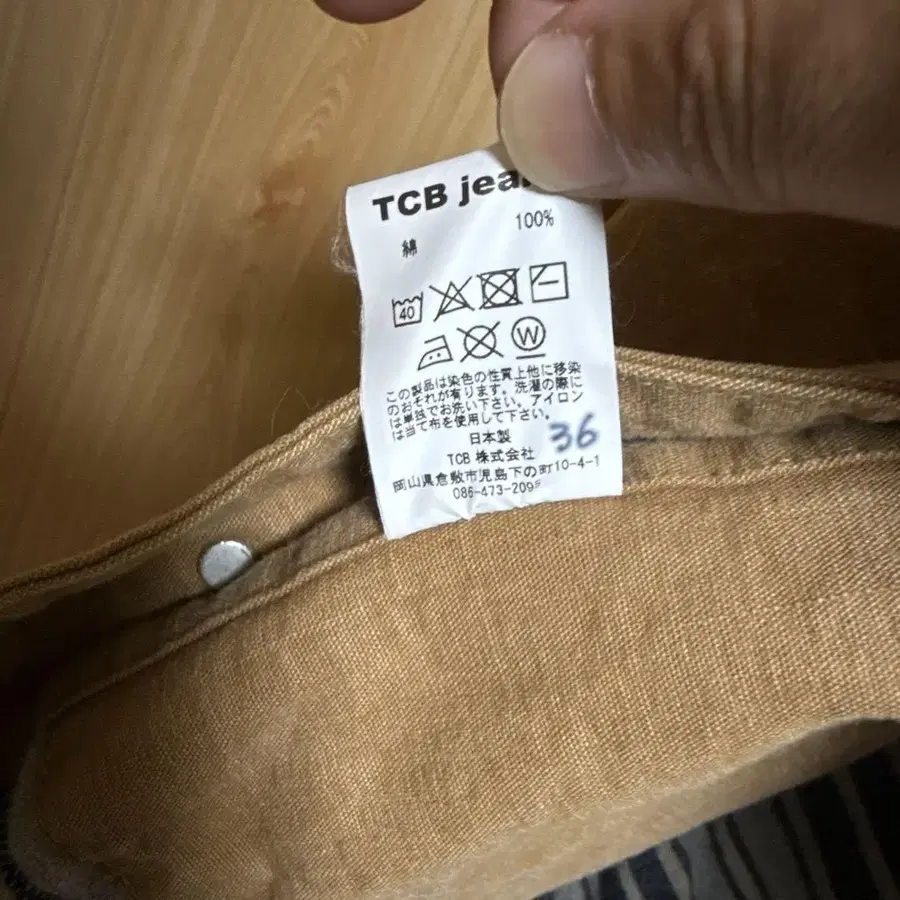 TCB jea
綿 100%
40
W
この製品は染色の性質上他に移染
のおそれが有ります。洗濯の際に
は単独でお洗い下さい。アイロン
は当て布を使用して下さい。
日本製 36
TCB 株式会社
岡山県倉敷市児島下の町10-4-1
086-473-209